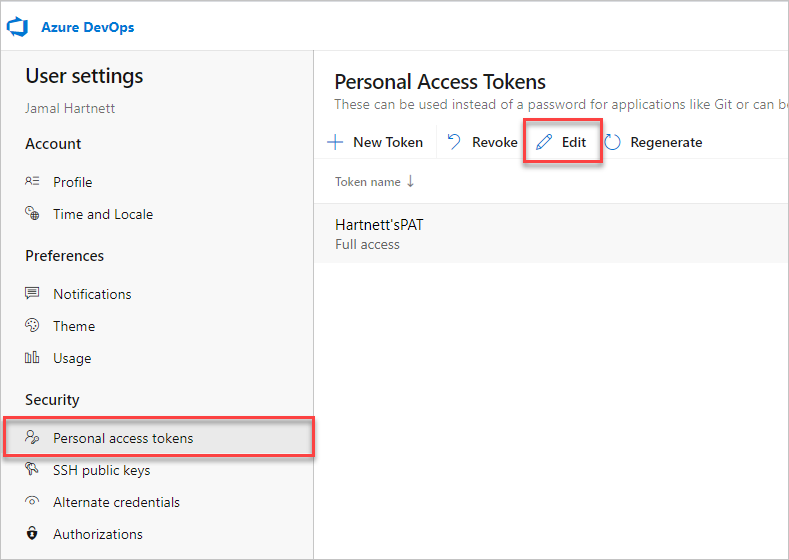 Azure DevOps
User settings
Jamal Hartnett
Account
Profile
Time and Locale
Preferences
Notifications
Theme
Usage
Security
Personal access tokens
SSH public keys
Alternate credentials
Authorizations
Personal Access Tokens
These can be used instead of a password for applications like Git or can be
New Token
Revoke
Edit
Regenerate
Token name ↓
Hartnett'sPAT
Full access